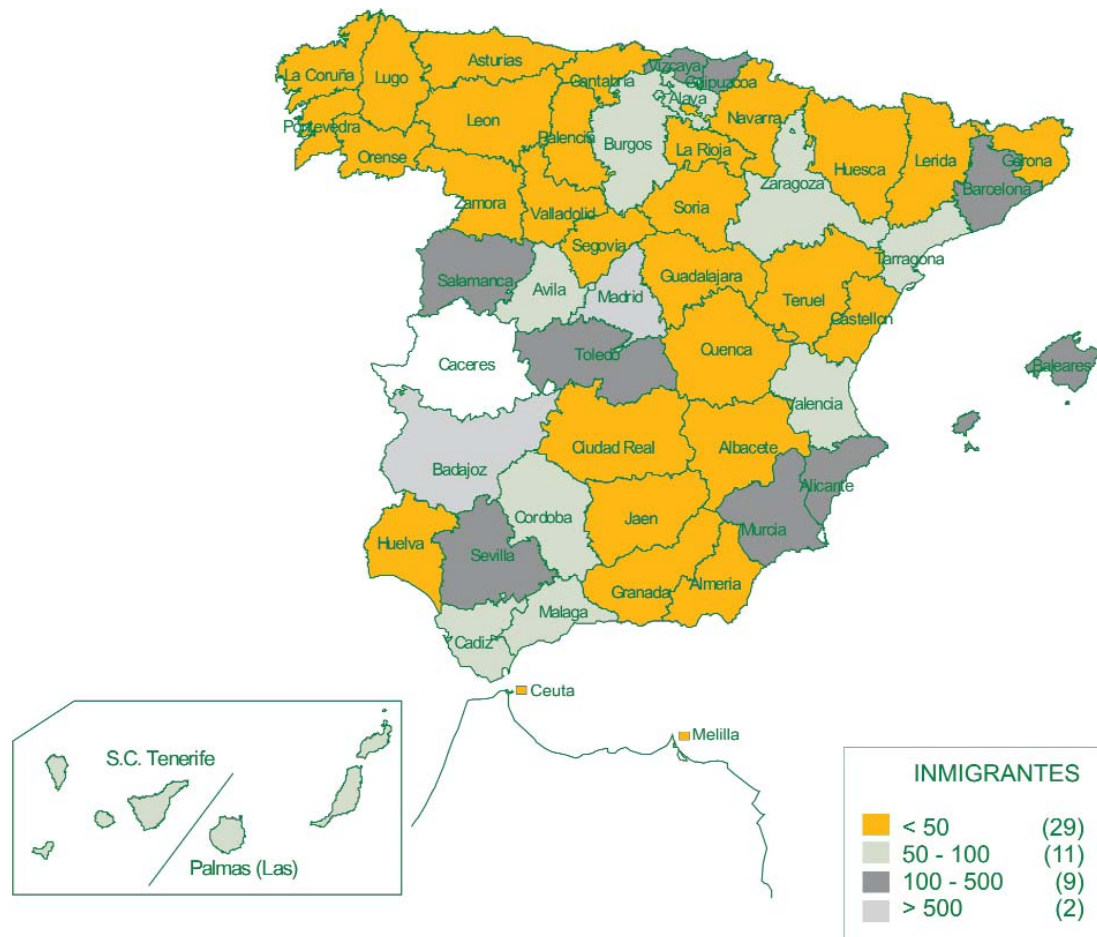 Asturias
La Coruña
Lugo
Cantabria
Vizcaya
Guipuzcoa
Alava
Navarra
Pontevedra
Orense
Leon
Palencia
Burgos
La Rioja
Huesca
Lerida
Gerona
Barcelona
Zaragoza
Zamora
Valladolid
Soria
Segovia
Tarragona
Salamanca
Avila
Madrid
Guadalajara
Teruel
Castellon
Caceres
Toledo
Cuenca
Valencia
Baleares
Badajoz
Ciudad Real
Albacete
Alicante
Cordoba
Jaen
Murcia
Huelva
Sevilla
Granada
Almeria
Malaga
Cadiz
Ceuta
Melilla
S.C. Tenerife
Palmas (Las)
INMIGRANTES
< 50 (29)
50 - 100 (11)
100 - 500 (9)
> 500 (2)